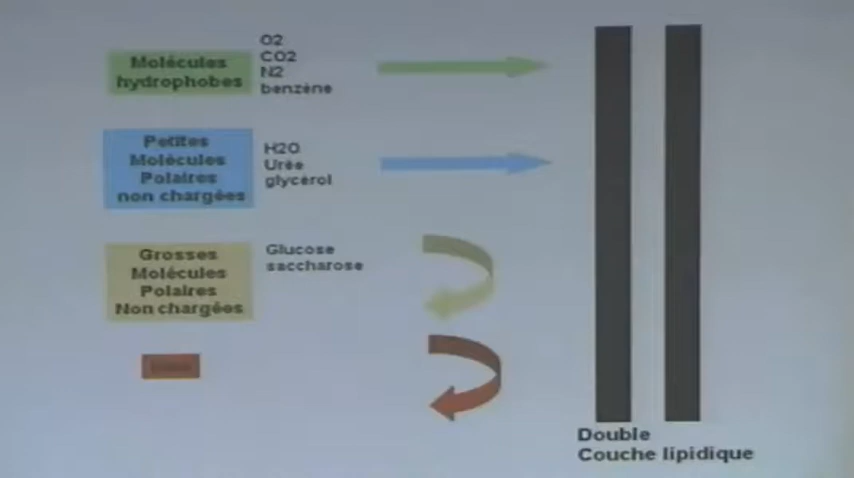 Molécules
hydrophobes
O2
CO2
N2
benzène
Petites
Molécules
Polaires
non chargées
H2O
Urée
glycérol
Grosses
Molécules
Polaires
Non chargées
Glucose
saccharose
Double
Couche lipidique